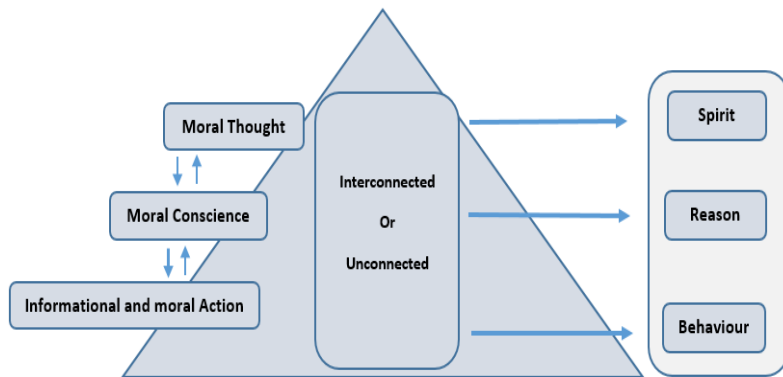 Moral Thought
Moral Conscience
Informational and moral Action
Interconnected
Or
Unconnected
Spirit
Reason
Behaviour